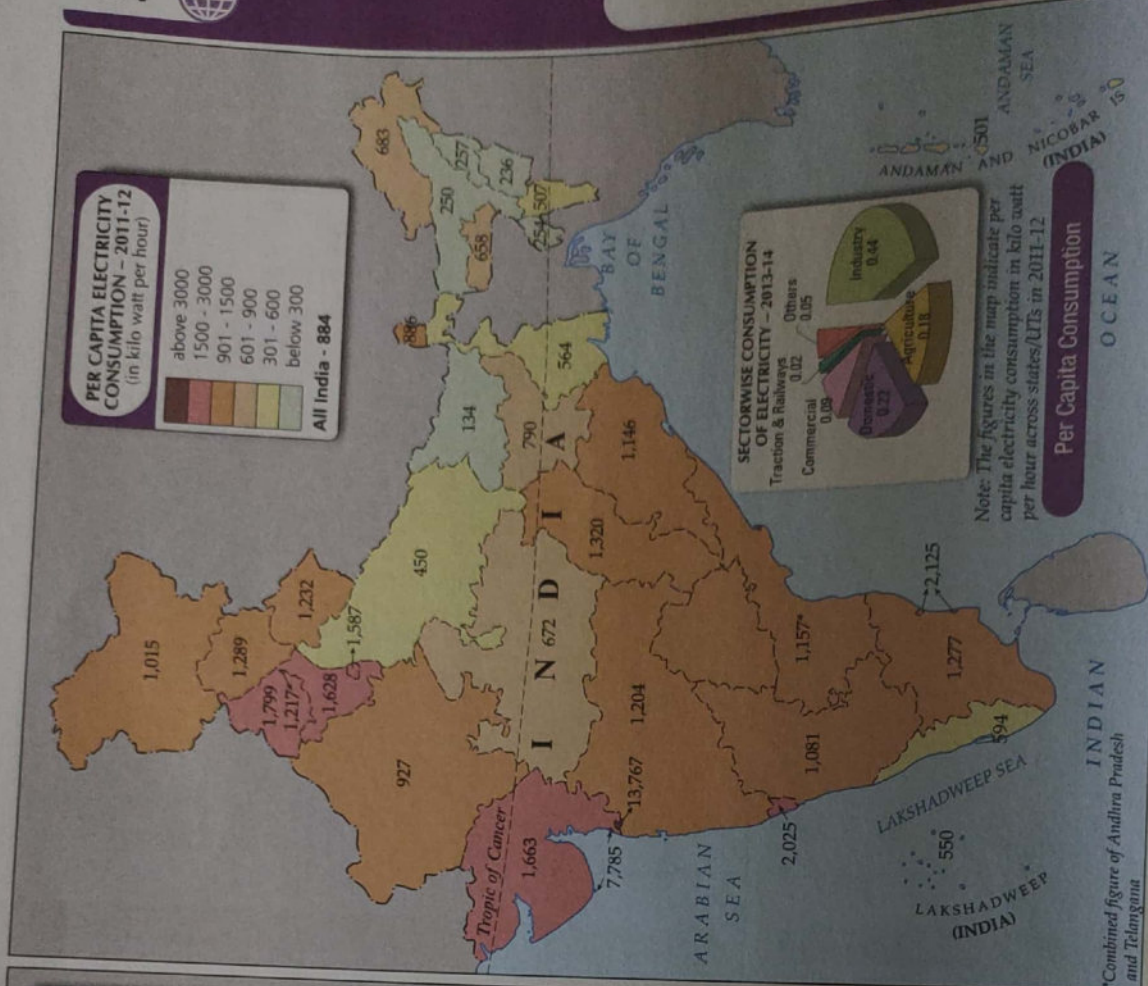 PER CAPITA ELECTRICITY
CONSUMPTION – 2011-12
(in kilo watt per hour)
above 3000
1500 - 3000
901 - 1500
601 - 900
301 - 600
below 300
All India - 884
1,015
1,289
1,232
1,799
1,217*
1,628
1,587
927
450
134
886
683
250
257
236
254
507
658
Tropic of Cancer
1,663
I N D I A
672
790
564
1,320
1,146
7,785
13,767
1,204
1,157*
1,081
2,025
1,277
2,125
594
ARABIAN
SEA
BAY
OF
BENGAL
LAKSHADWEEP SEA
550
LAKSHADWEEP
(INDIA)
INDIAN
OCEAN
ANDAMAN AND NICOBAR IS
(INDIA)
501
ANDAMAN
SEA
SECTORWISE CONSUMPTION
OF ELECTRICITY – 2013-14
Traction & Railways
0.02
Others
0.05
Commercial
0.09
Domestic
0.22
Agriculture
0.18
Industry
0.44
Note: The figures in the map indicate per
capita electricity consumption in kilo watt
per hour across states/UTs in 2011-12
Per Capita Consumption
*Combined figure of Andhra Pradesh
and Telangana